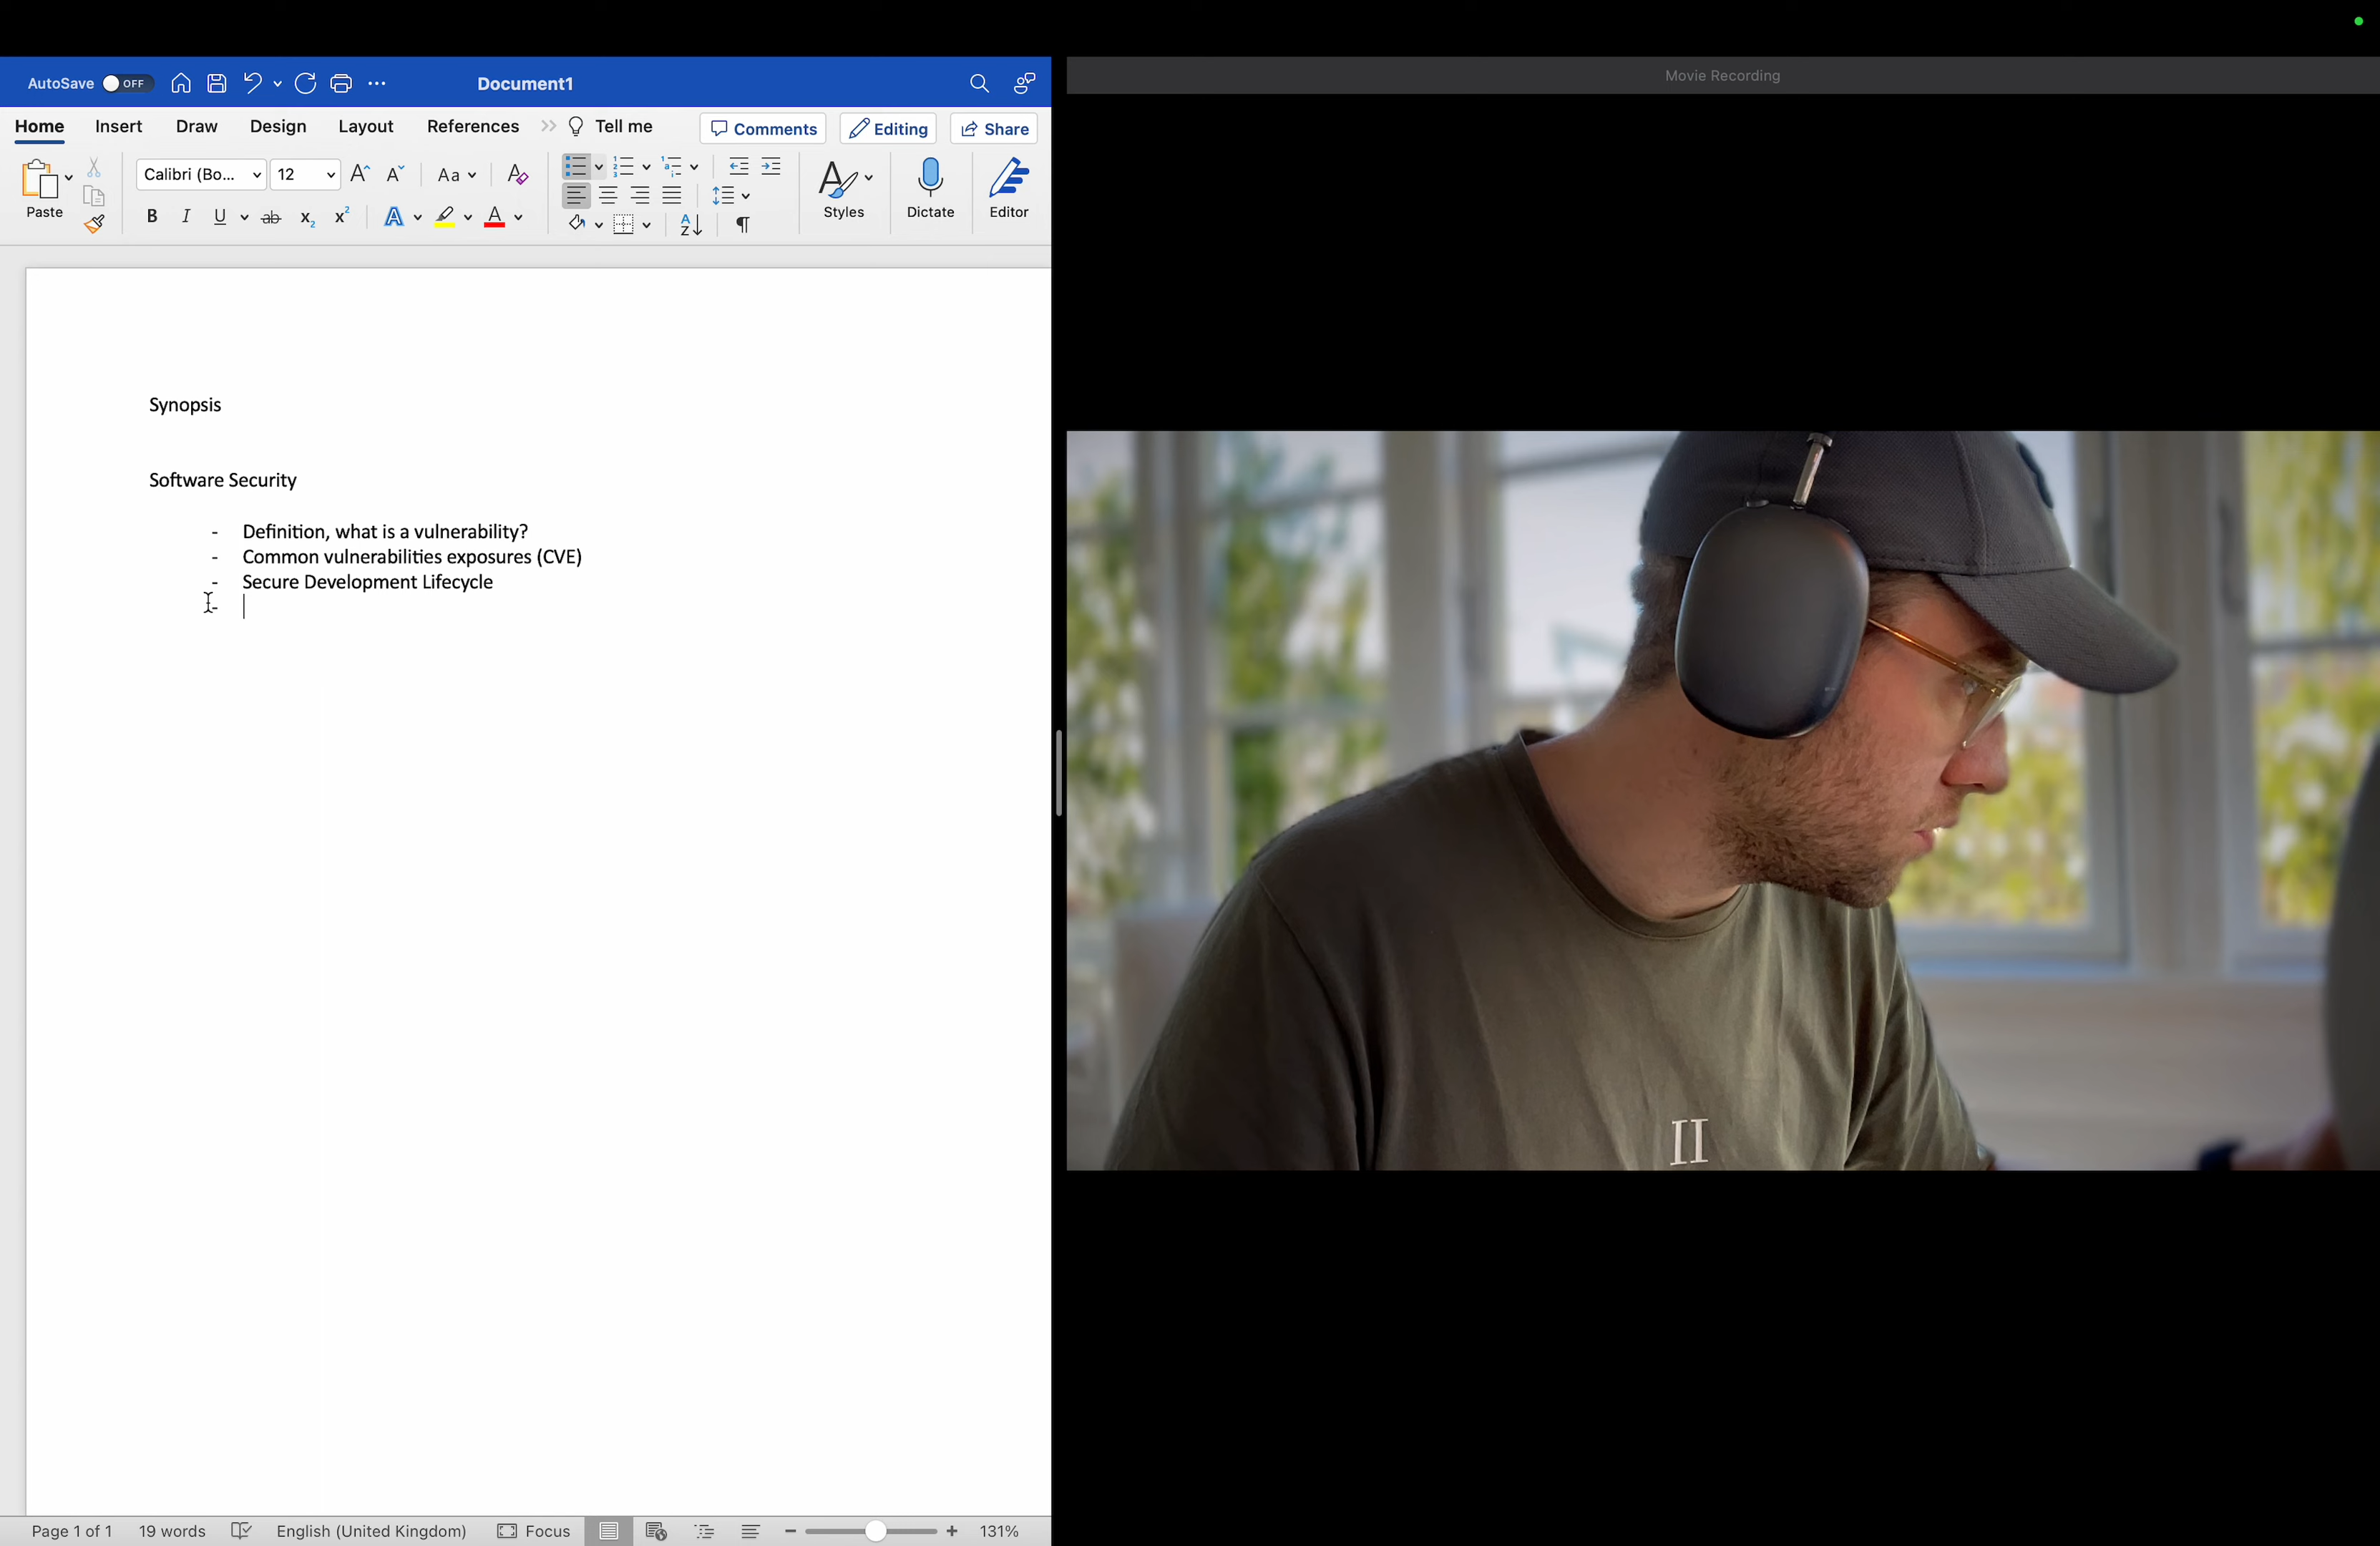 AutoSave OFF Document1
Movie Recording
Home Insert Draw Design Layout References Tell me Comments Editing Share
Calibri (Bo... 12
Paste Styles Dictate Editor
Synopsis
Software Security
- Definition, what is a vulnerability?
- Common vulnerabilities exposures (CVE)
- Secure Development Lifecycle
-
II
Page 1 of 1 19 words English (United Kingdom) Focus 131%